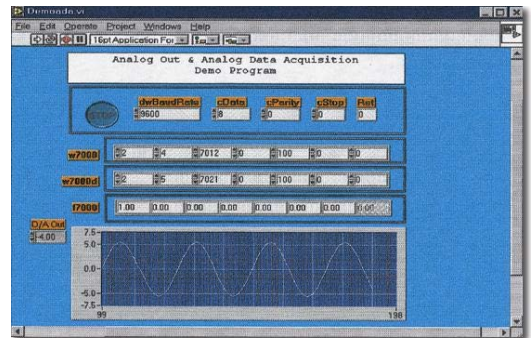 Demoada.vi
File Edit Operate Project Windows Help
16pt Application Fon
Analog Out & Analog Data Acquisition
Demo Program
STOP
dwBaudRate cData cParity cStop Ret
9600 8 0 0 0
w7000 2 4 7012 0 100 0 0
w7000d 2 5 7021 0 100 0 0
f7000 1.00 0.00 0.00 0.00 0.00 0.00 0.00 0.00
D/A Out
-4.00
7.5
5.0
0.0
-5.0
-7.5
99 198